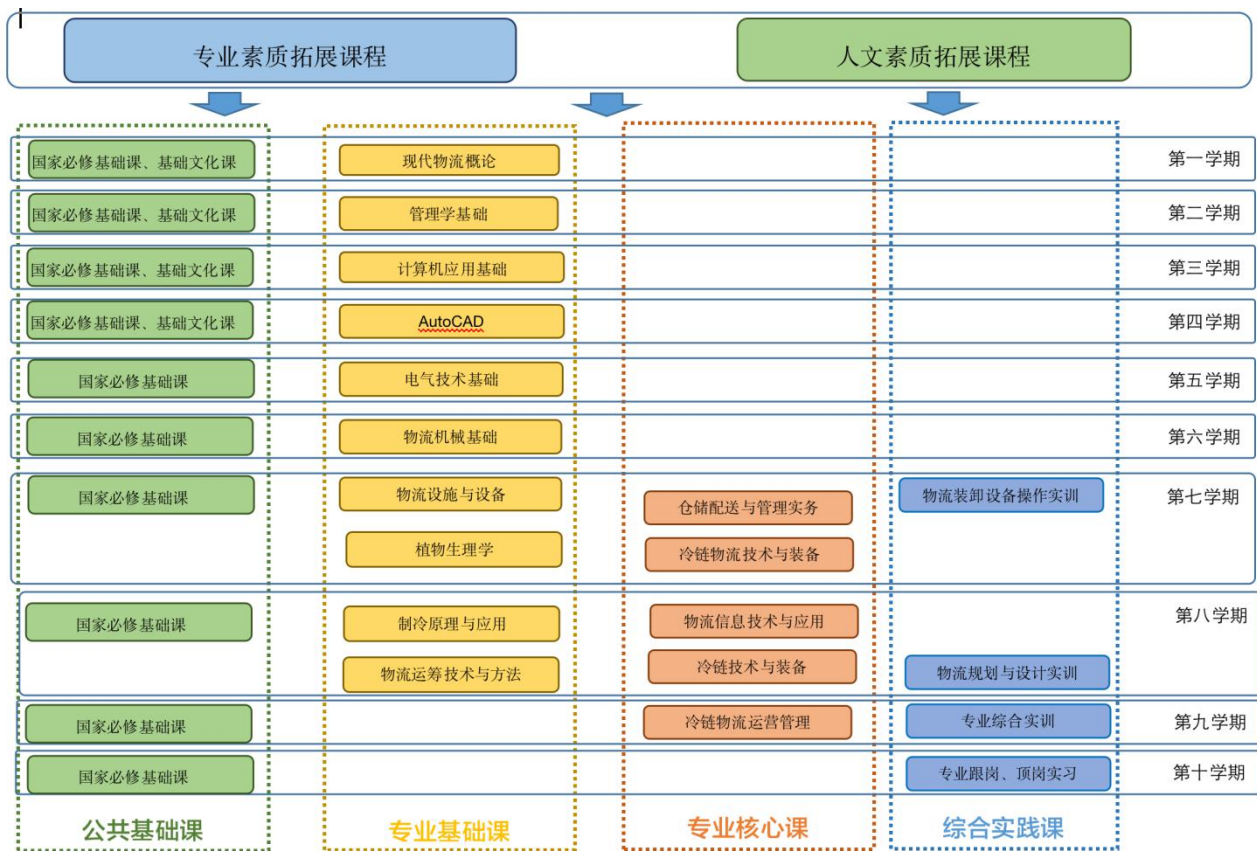 专业素质拓展课程
人文素质拓展课程
国家必修基础课、基础文化课
现代物流概论
第一学期
国家必修基础课、基础文化课
管理学基础
第二学期
国家必修基础课、基础文化课
计算机应用基础
第三学期
国家必修基础课、基础文化课
AutoCAD
第四学期
国家必修基础课
电气技术基础
第五学期
国家必修基础课
物流机械基础
第六学期
国家必修基础课
物流设施与设备
仓储配送与管理实务
物流装卸设备操作实训
第七学期
植物生理学
冷链物流技术与装备
国家必修基础课
制冷原理与应用
物流信息技术与应用
第八学期
物流运筹技术与方法
冷链技术与装备
物流规划与设计实训
国家必修基础课
冷链物流运营管理
专业综合实训
第九学期
国家必修基础课
专业跟岗、顶岗实习
第十学期
公共基础课
专业基础课
专业核心课
综合实践课